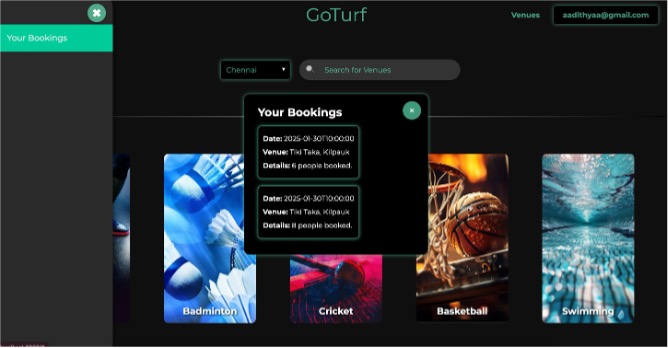 GoTurf
Venues
aadithyaa@gmail.com
Your Bookings
Chennai
Search for Venues
Your Bookings
Date: 2025-01-30T10:00:00
Venue: Tiki Taka, Kilpauk
Details: 6 people booked.
Date: 2025-01-30T10:00:00
Venue: Tiki Taka, Kilpauk
Details: 8 people booked.
Badminton
Cricket
Basketball
Swimming